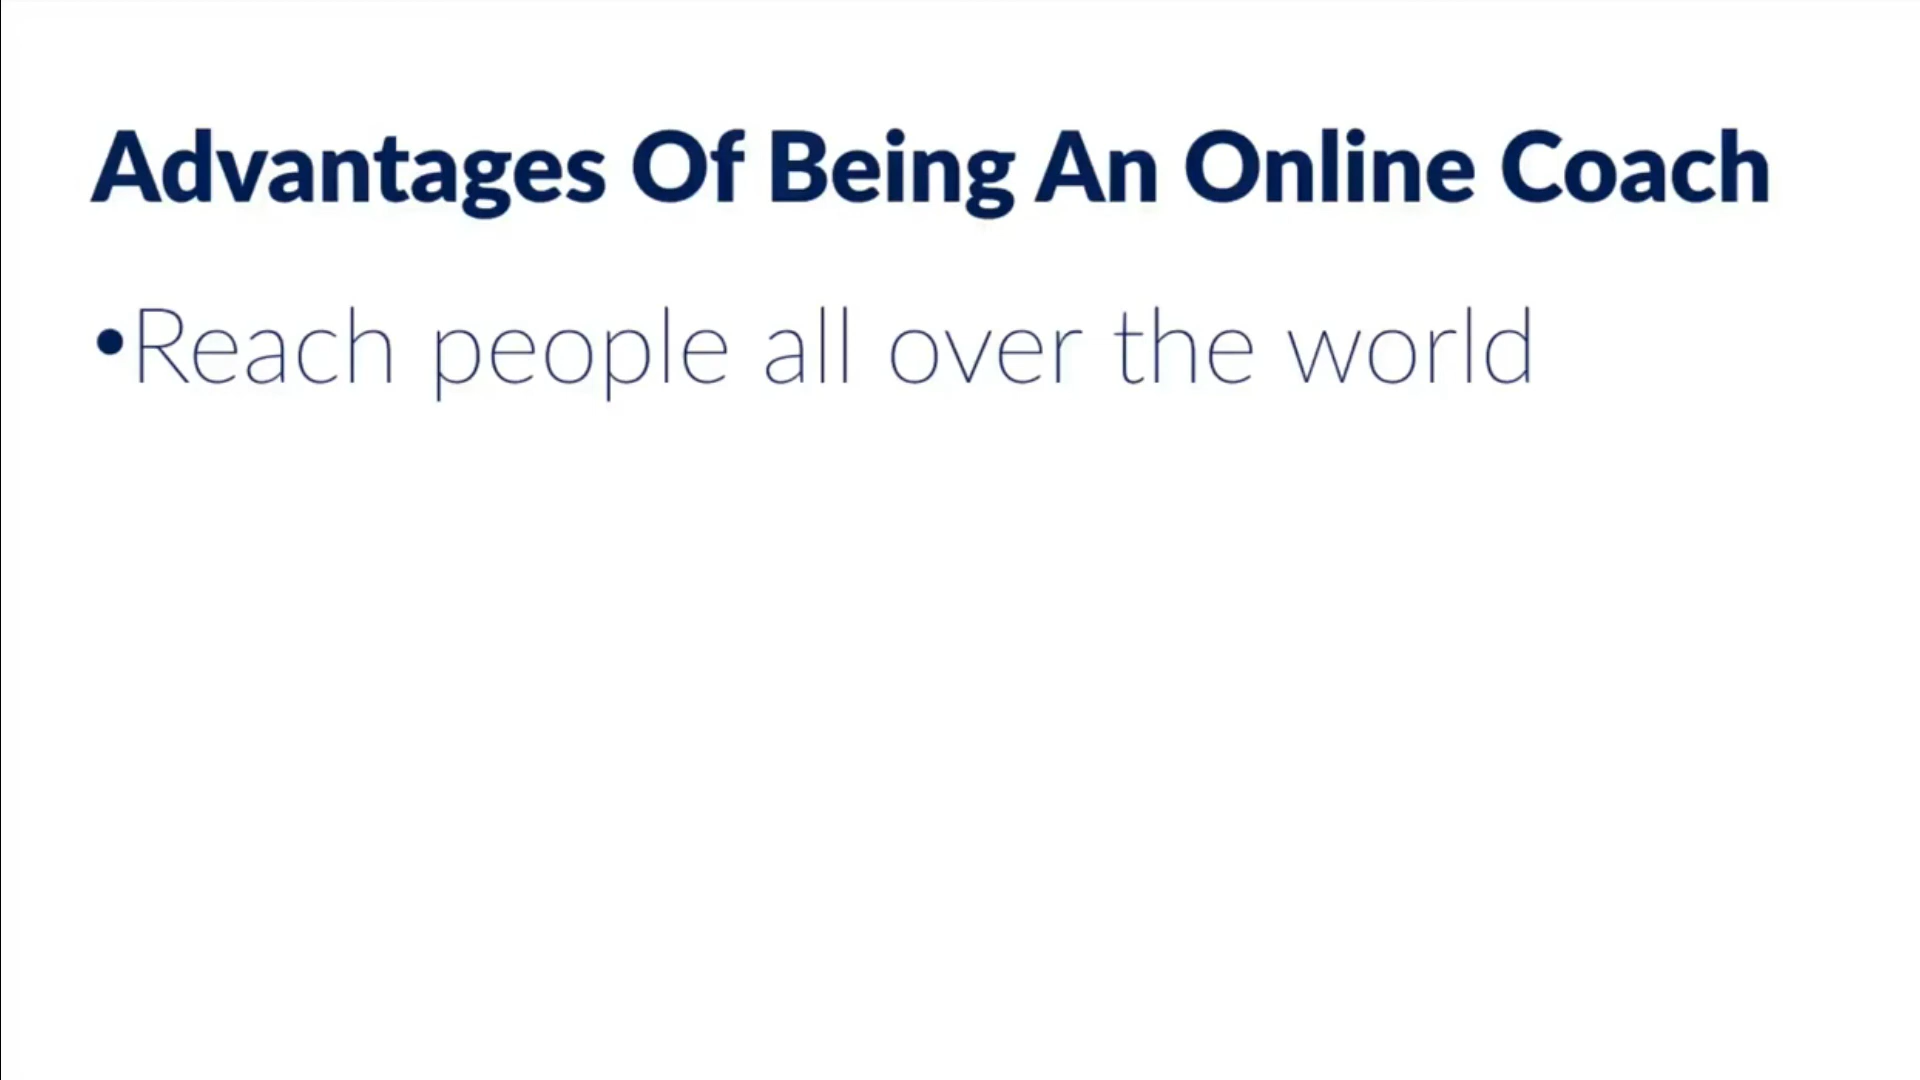 Advantages Of Being An Online Coach
•Reach people all over the world